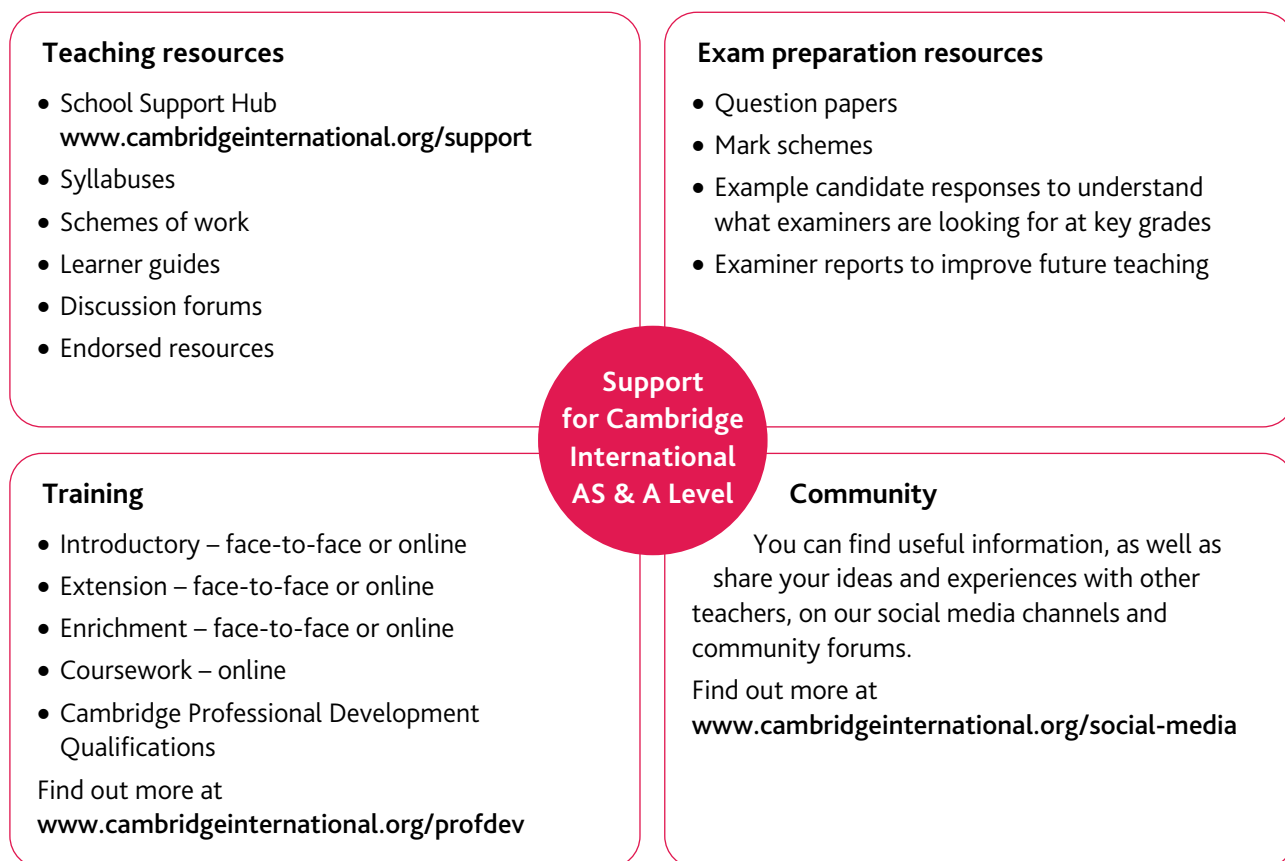 Teaching resources
• School Support Hub
www.cambridgeinternational.org/support
• Syllabuses
• Schemes of work
• Learner guides
• Discussion forums
• Endorsed resources
Exam preparation resources
• Question papers
• Mark schemes
• Example candidate responses to understand
what examiners are looking for at key grades
• Examiner reports to improve future teaching
Support
for Cambridge
International
AS & A Level
Training
• Introductory – face-to-face or online
• Extension – face-to-face or online
• Enrichment – face-to-face or online
• Coursework – online
• Cambridge Professional Development
Qualifications
Find out more at
www.cambridgeinternational.org/profdev
Community
You can find useful information, as well as
share your ideas and experiences with other
teachers, on our social media channels and
community forums.
Find out more at
www.cambridgeinternational.org/social-media